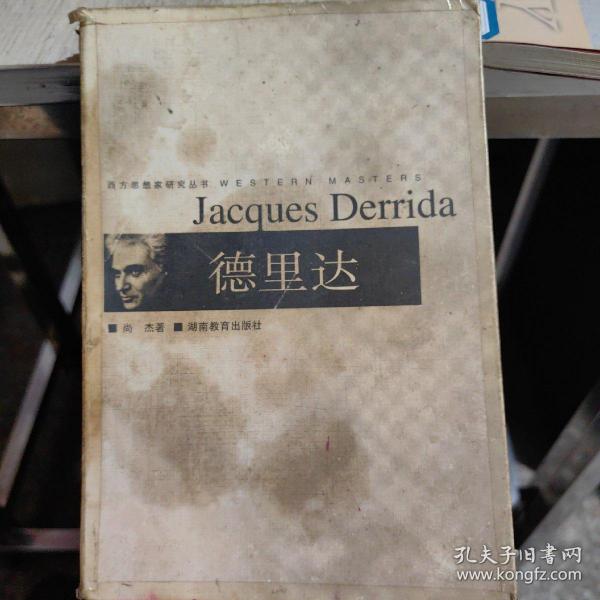 西方思想家研究丛书 WESTERN MASTERS
Jacques Derrida
德里达
■ 尚 杰著 ■ 湖南教育出版社
孔夫子旧书网
www.kongfz.com